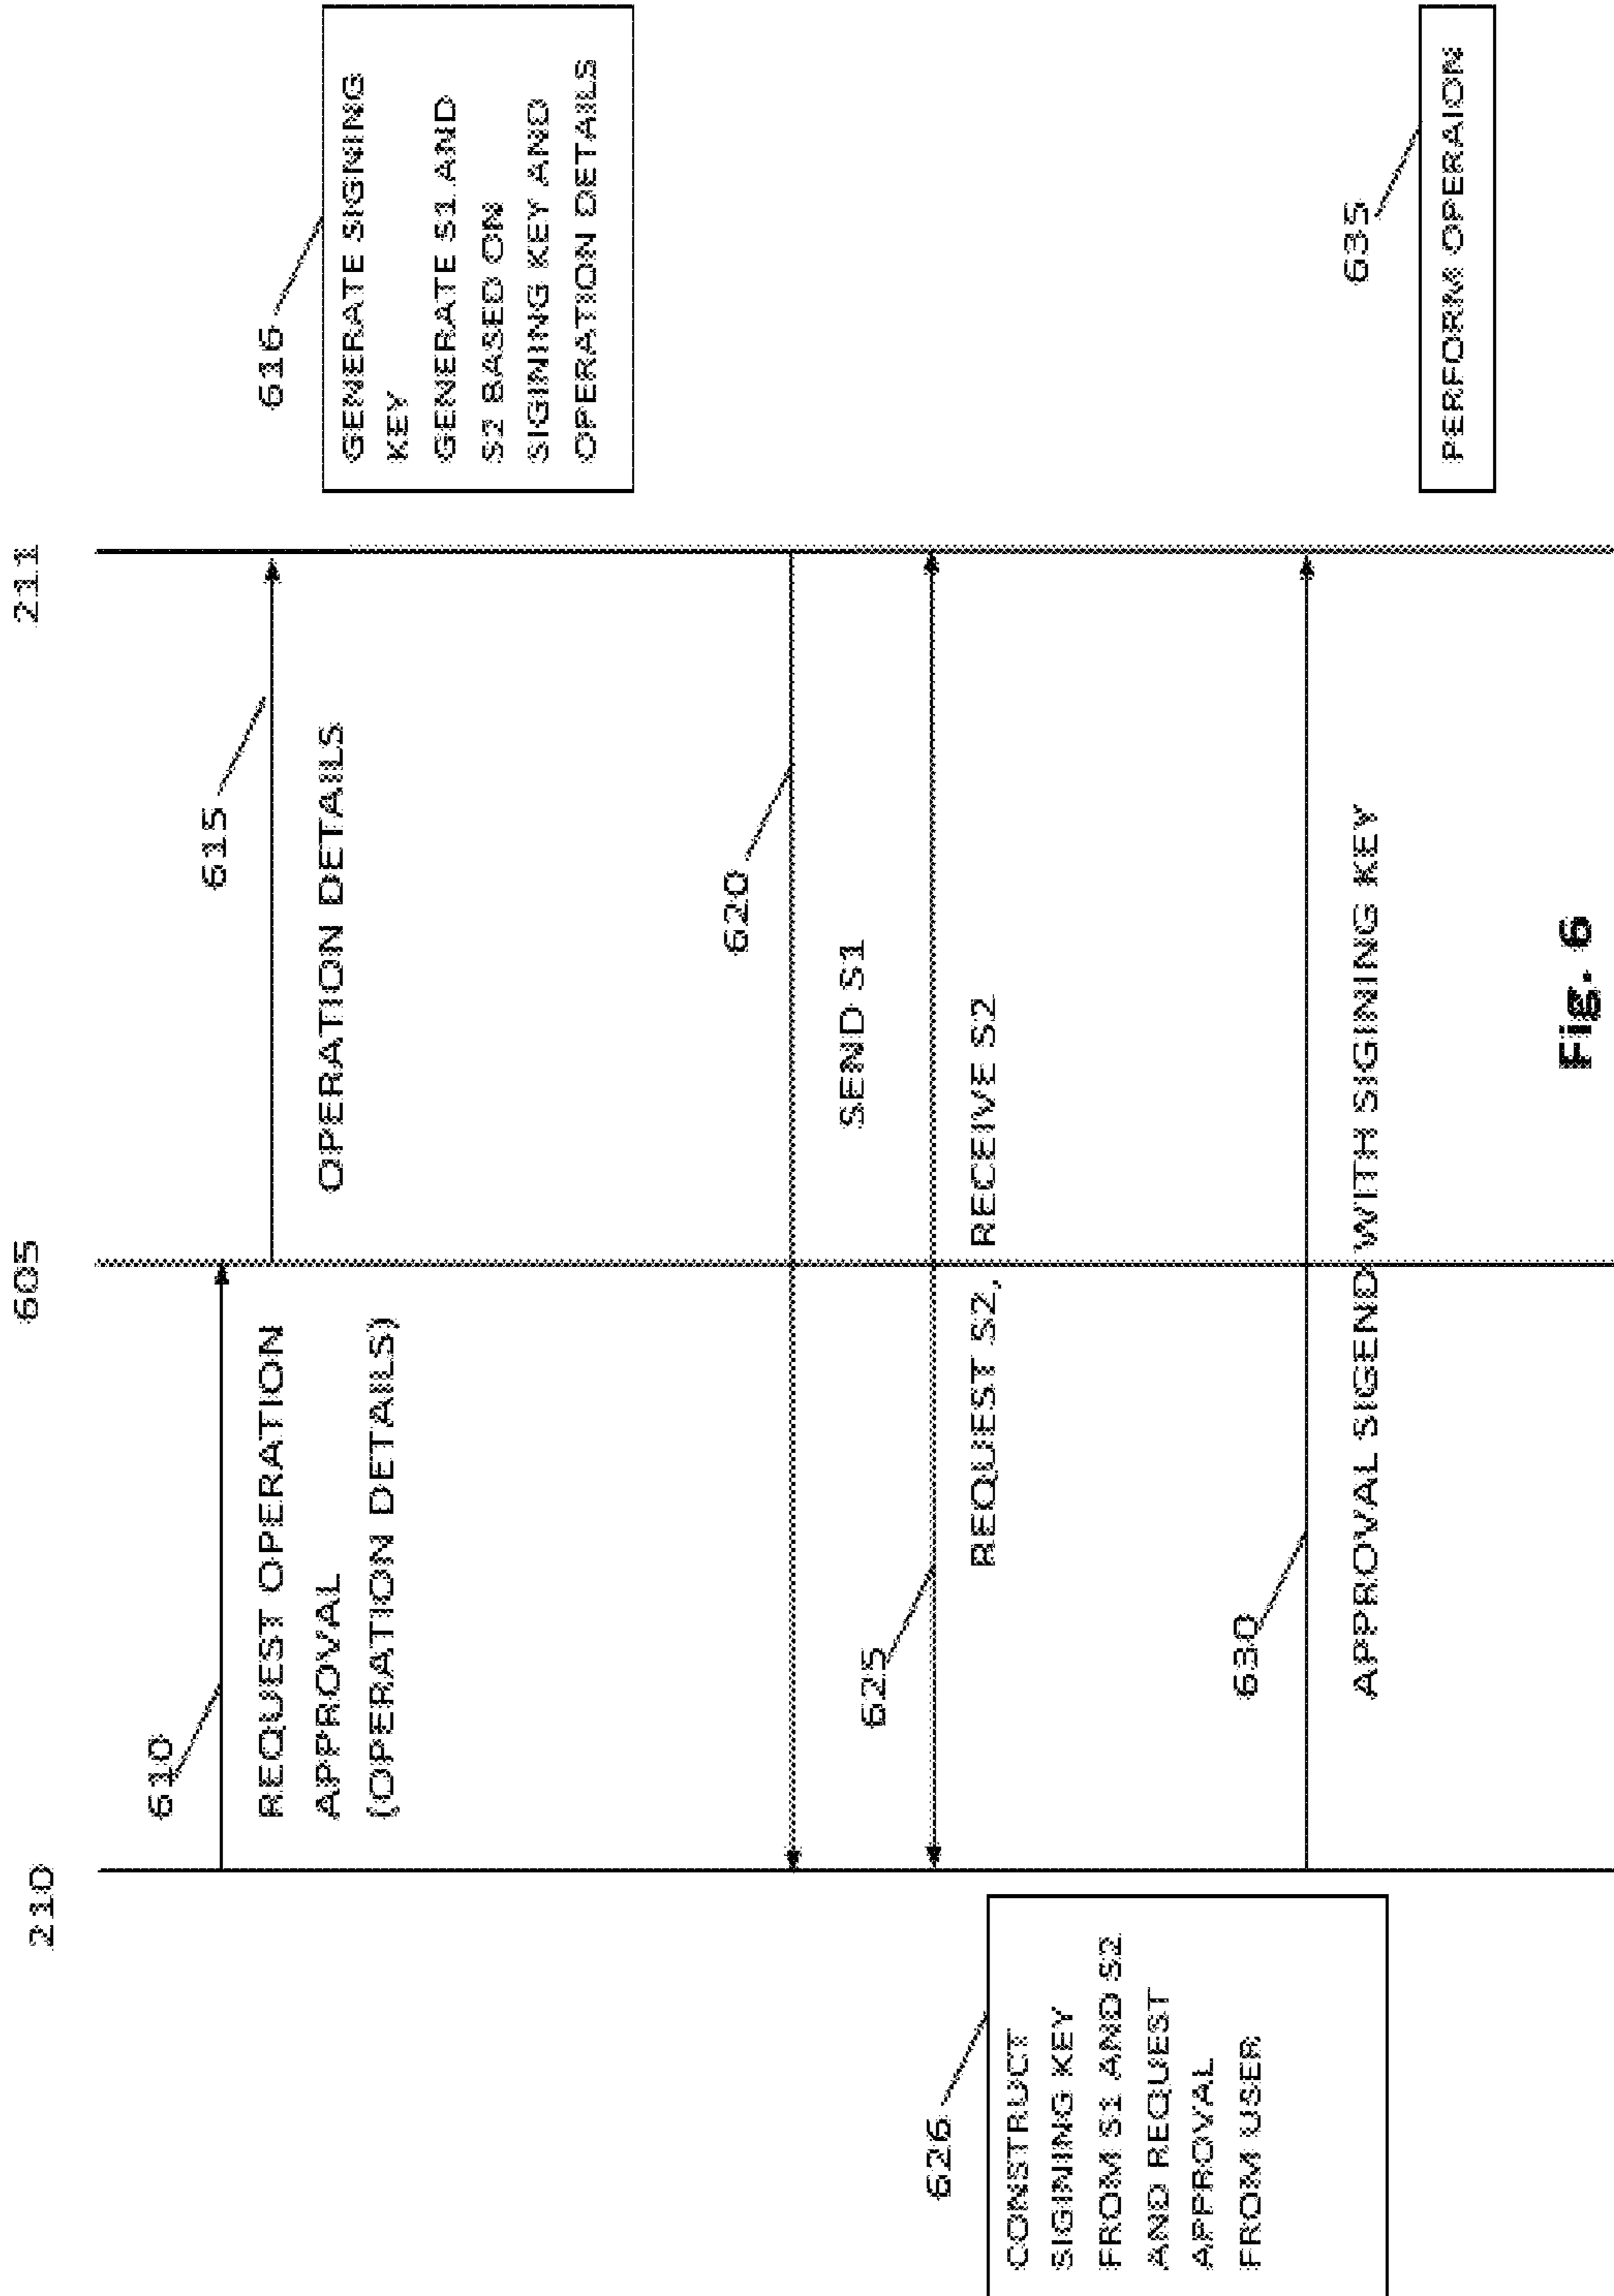 210
605
211
610
REQUEST OPERATION
APPROVAL
(OPERATION DETAILS)
615
OPERATION DETAILS
616
GENERATE SIGNING
KEY
GENERATE S1 AND
S2 BASED ON
SIGINING KEY AND
OPERATION DETAILS
620
SEND S1
625
REQUEST S2, RECEIVE S2
626
CONSTRUCT
SIGINING KEY
FROM S1 AND S2
AND REQUEST
APPROVAL
FROM USER
630
APPROVAL SIGEND WITH SIGINING KEY
635
PERFORM OPERAION
Fig. 6